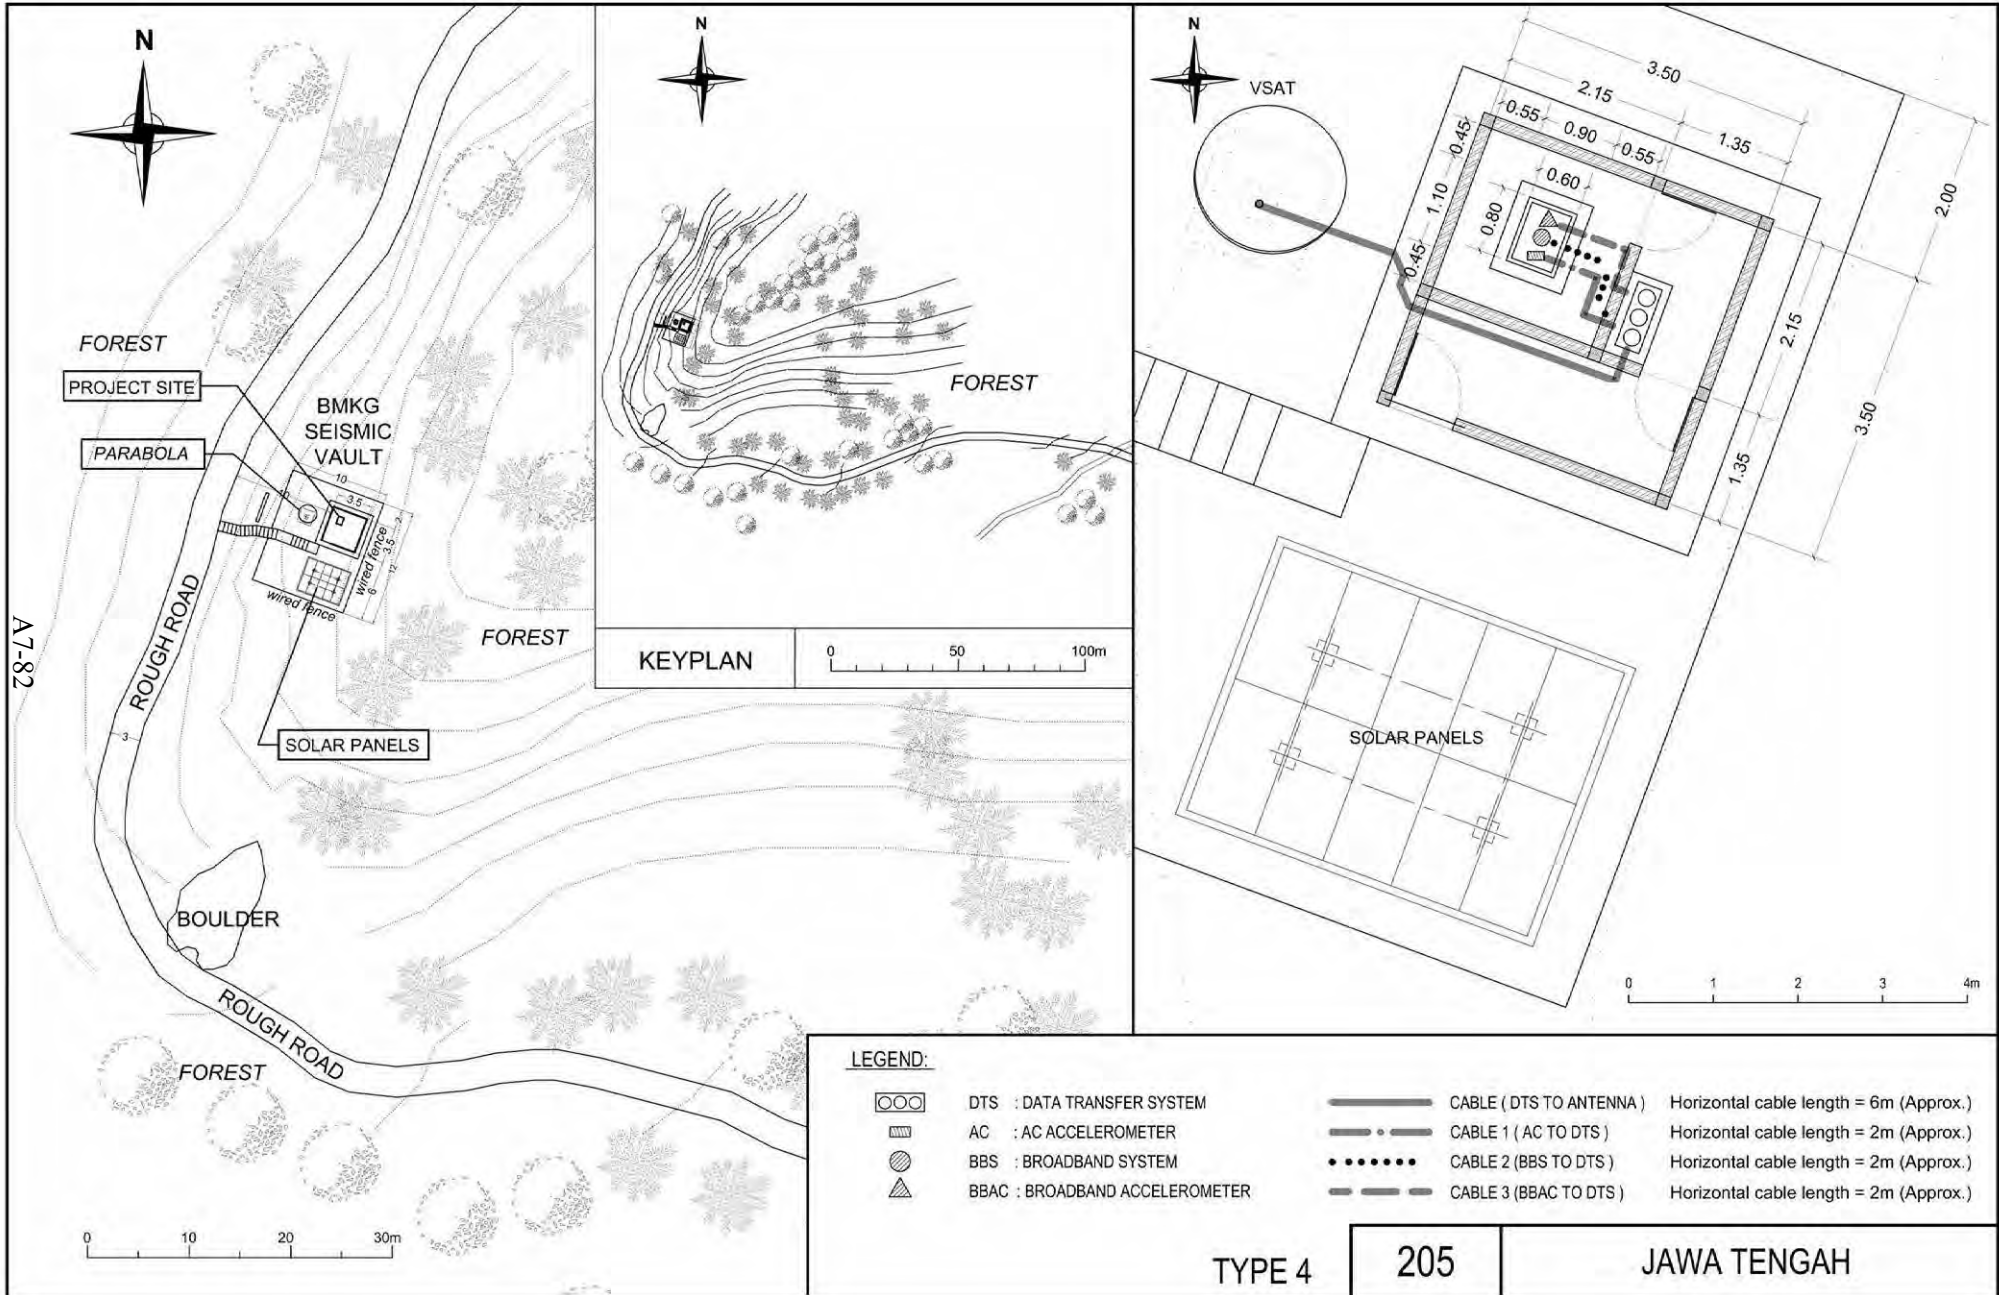 N
FOREST
PROJECT SITE
PARABOLA
BMKG
SEISMIC
VAULT
10
10
3.5
2
3.5
12
6
wired fence
wired fence
ROUGH ROAD
FOREST
SOLAR PANELS
3
BOULDER
ROUGH ROAD
FOREST
0 10 20 30m
A7-82
N
FOREST
KEYPLAN
0 50 100m
N
VSAT
3.50
2.15
1.35
0.55
0.90
0.55
0.45
1.10
0.45
0.60
0.80
2.00
2.15
3.50
1.35
SOLAR PANELS
0 1 2 3 4m
LEGEND:
DTS : DATA TRANSFER SYSTEM
AC : AC ACCELEROMETER
BBS : BROADBAND SYSTEM
BBAC : BROADBAND ACCELEROMETER
CABLE ( DTS TO ANTENNA ) Horizontal cable length = 6m (Approx.)
CABLE 1 ( AC TO DTS ) Horizontal cable length = 2m (Approx.)
CABLE 2 (BBS TO DTS ) Horizontal cable length = 2m (Approx.)
CABLE 3 (BBAC TO DTS ) Horizontal cable length = 2m (Approx.)
TYPE 4
205
JAWA TENGAH